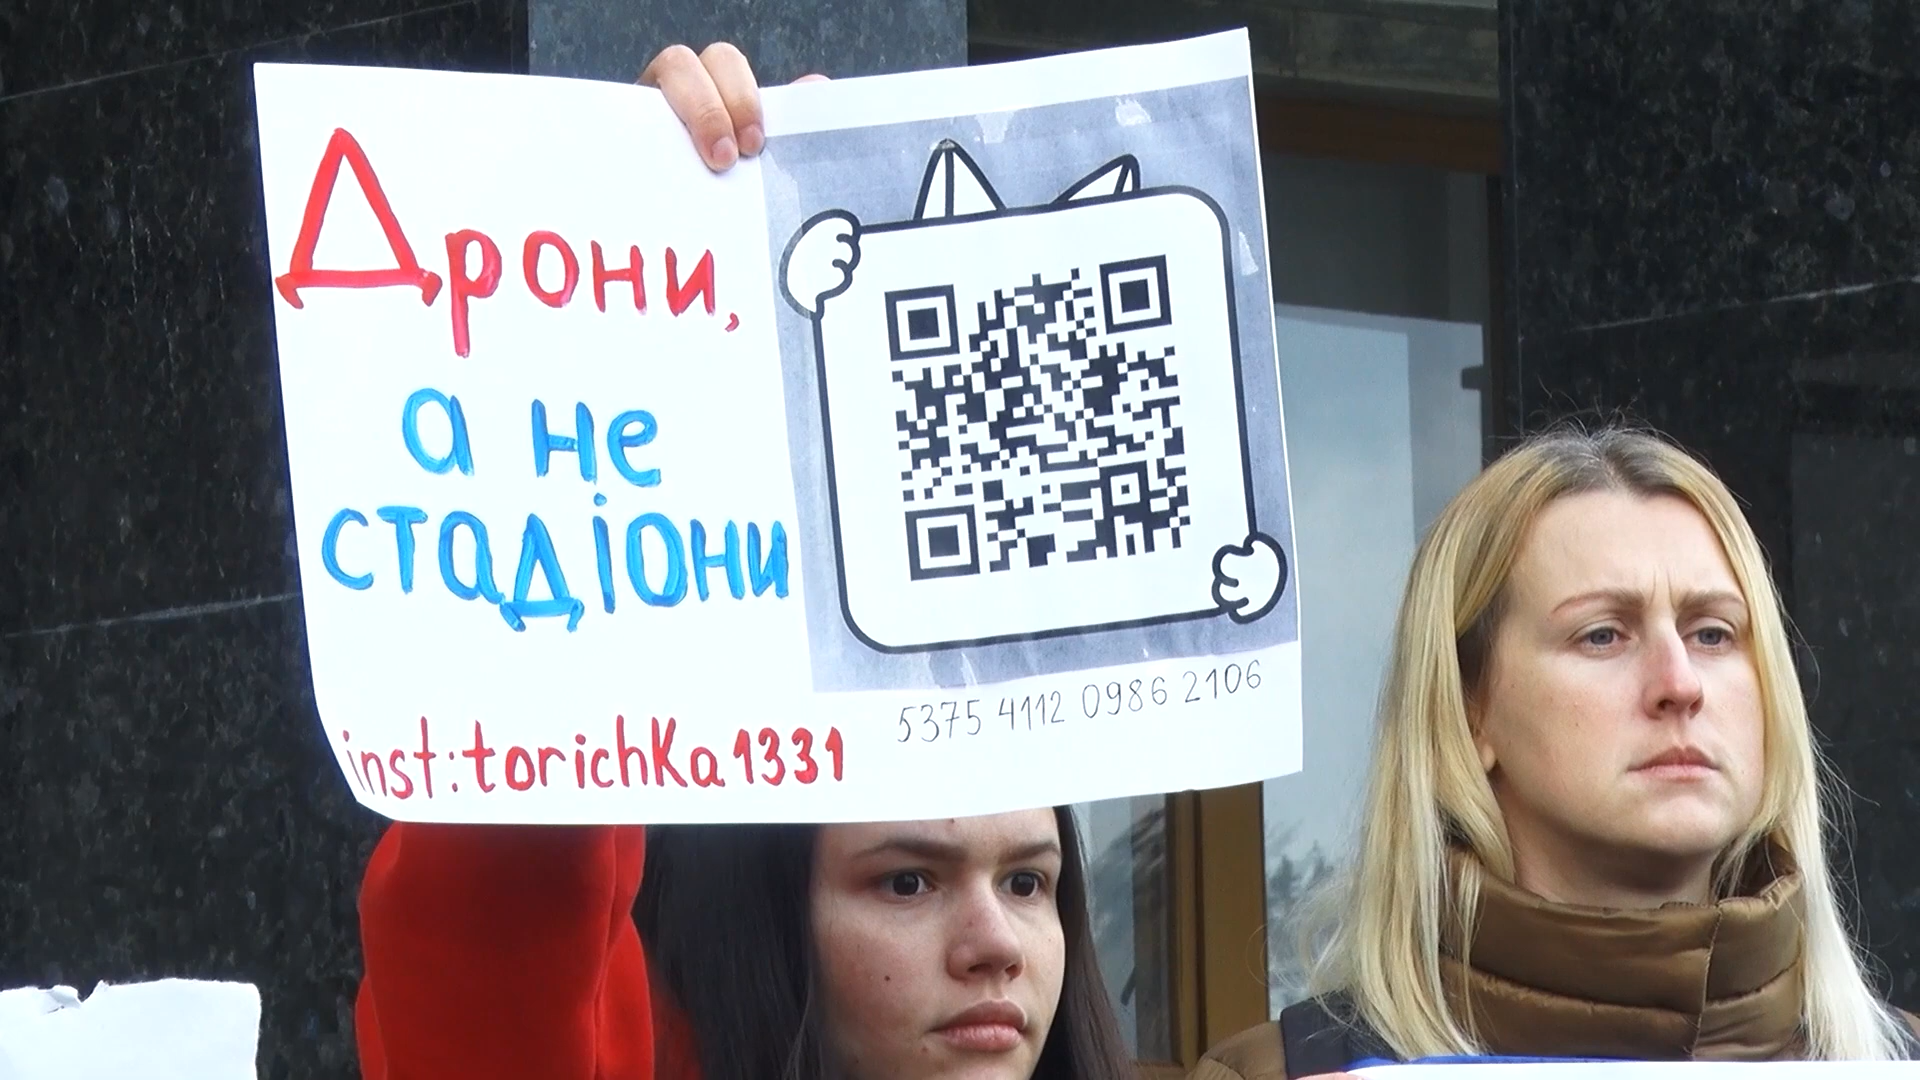 Дрони,
а не
стадіони
inst:torichka1331
5375 4112 0986 2106